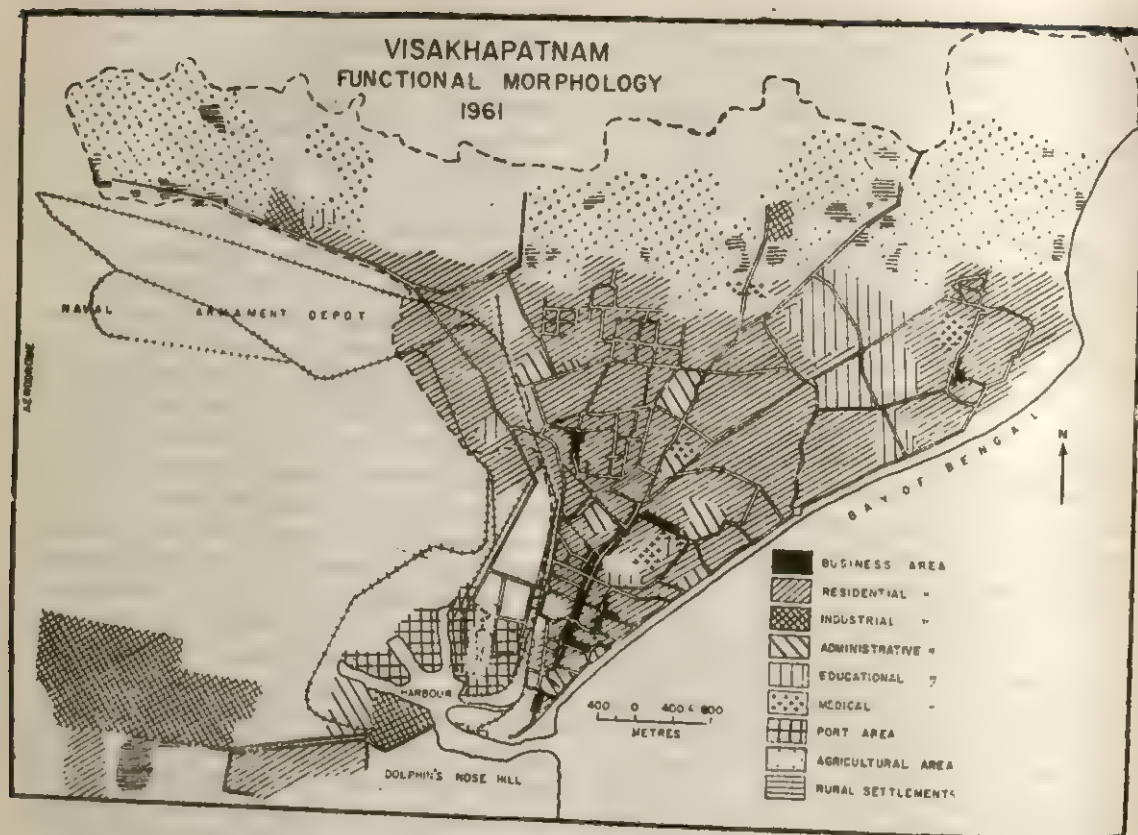 VISAKHAPATNAM
FUNCTIONAL MORPHOLOGY
1961
NAVAL ARMAMENT DEPOT
AERODROME
BAY OF BENGAL
N
BUSINESS AREA
RESIDENTIAL "
INDUSTRIAL "
ADMINISTRATIVE "
EDUCATIONAL "
MEDICAL "
PORT AREA
AGRICULTURAL AREA
RURAL SETTLEMENTS
HARBOUR
400 0 400 800
METRES
DOLPHIN'S NOSE HILL